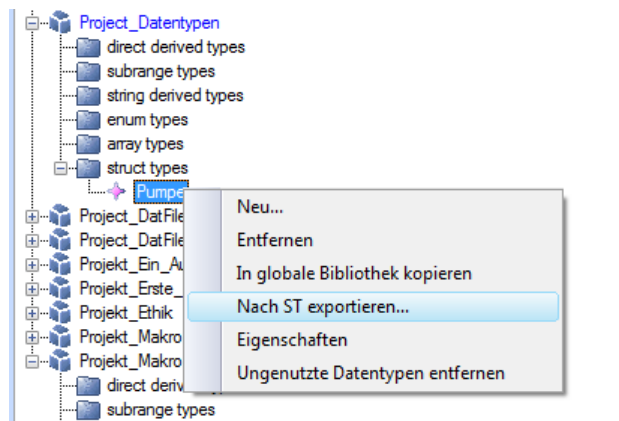 Project_Datentypen
direct derived types
subrange types
string derived types
enum types
array types
struct types
Pumpe
Neu...
Entfernen
In globale Bibliothek kopieren
Nach ST exportieren...
Eigenschaften
Ungenutzte Datentypen entfernen
Project_DatFile
Project_DatFile
Projekt_Ein_Au
Projekt_Erste_
Projekt_Ethik
Projekt_Makro
Projekt_Makro
direct deriv
subrange types